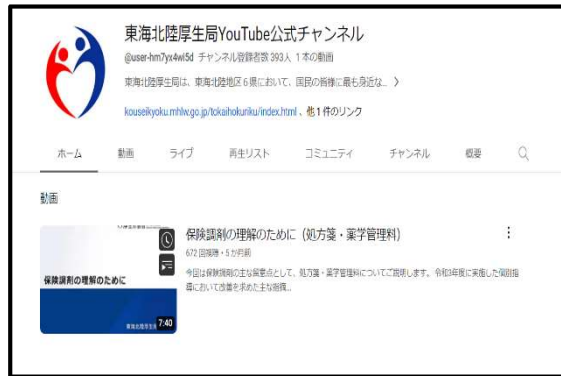 東海北陸厚生局YouTube公式チャンネル
@user-hm7yx4wl5d チャンネル登録者数 393人 1 本の動画
東海北陸厚生局は、東海北陸地区6県において、国民の皆様に最も身近な... 〉
kouseikyoku.mhlw.go.jp/tokaihokuriku/index.html 、他 1 件のリンク
ホーム 動画 ライブ 再生リスト コミュニティ チャンネル 概要
動画
保険調剤の理解のために（処方箋・薬学管理料）
672 回視聴・5 か月前
今回は保険調剤の主な留意点として、処方箋・薬学管理料についてご説明します。 令和3年度に実施した個別指
導において改善を求めた主な指摘...
保険調剤の理解のために
東海北陸厚生
7:40